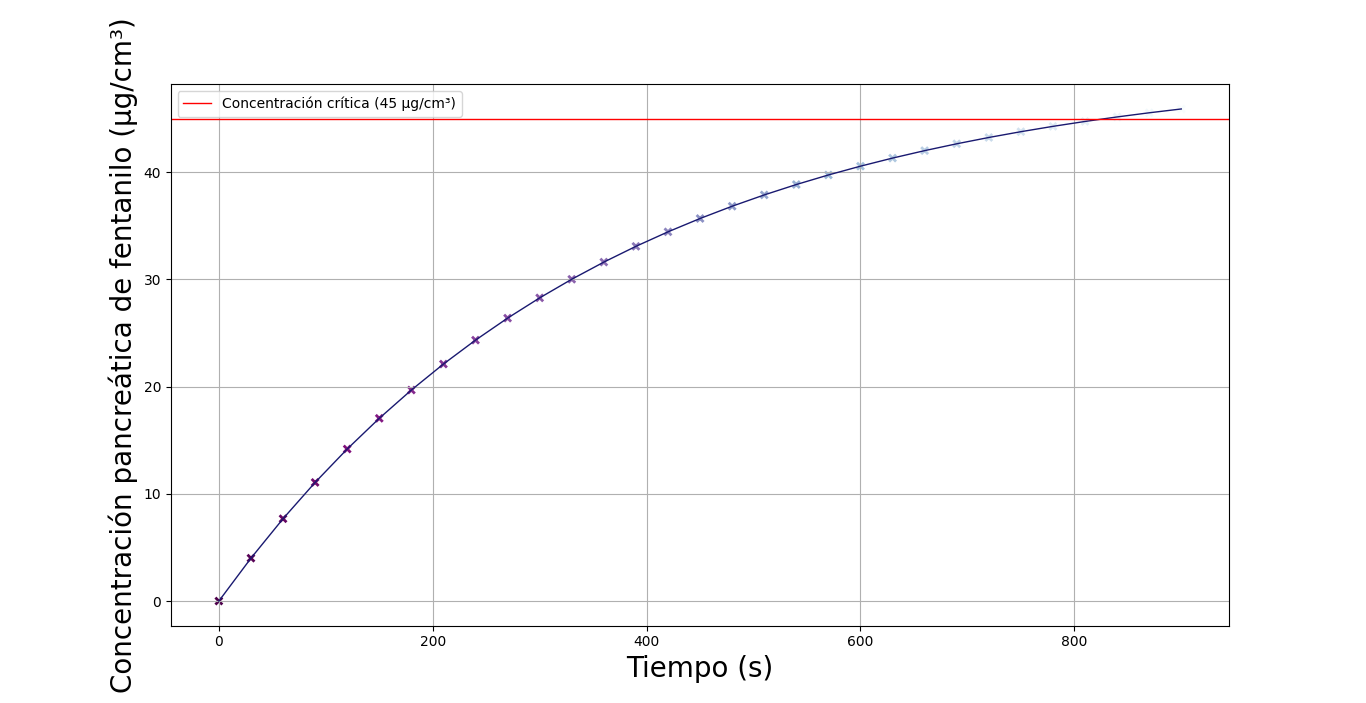 Concentración pancreática de fentanilo (µg/cm³)
Concentración crítica (45 µg/cm³)
40
30
20
10
0
0 200 400 600 800
Tiempo (s)